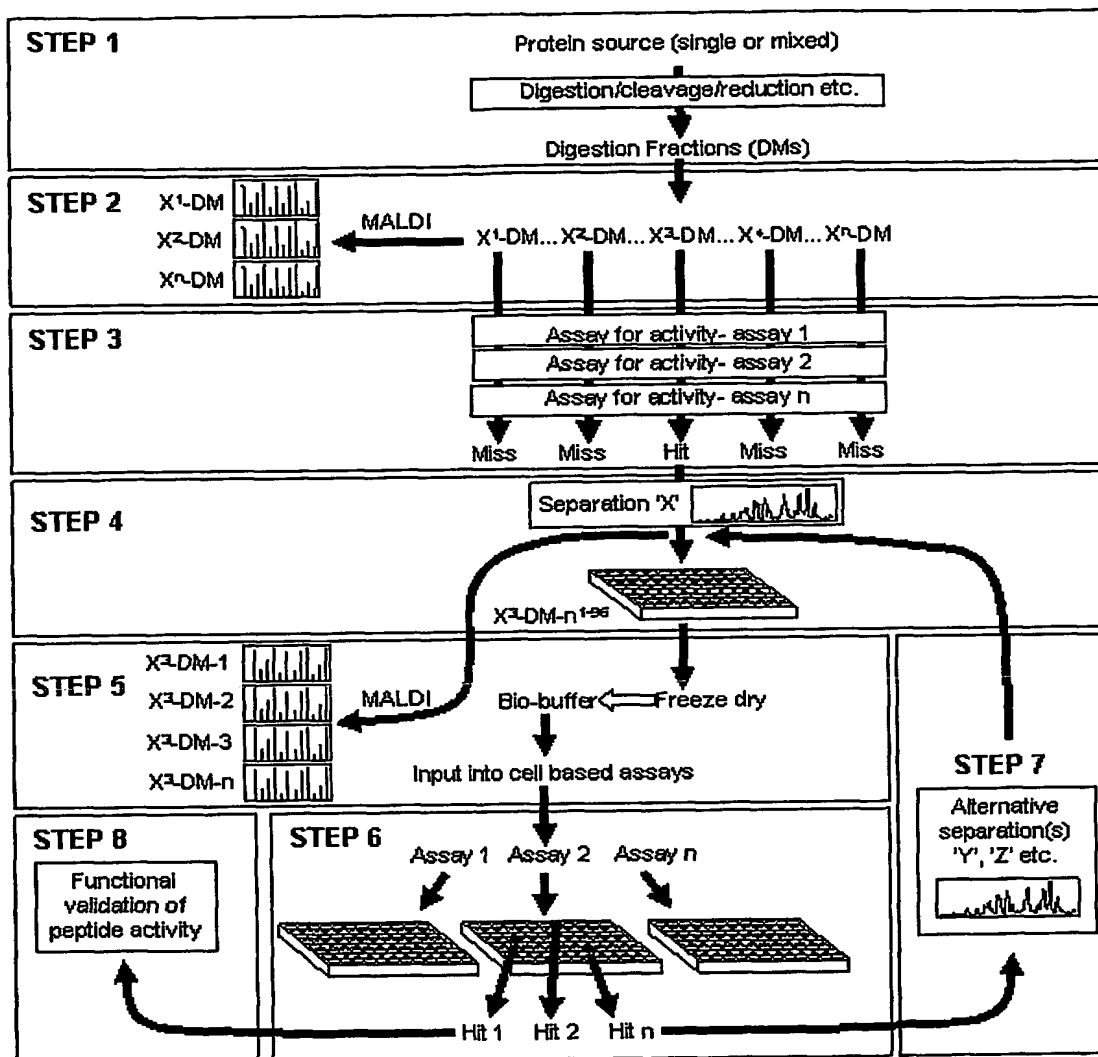 STEP 1
Protein source (single or mixed)
Digestion/cleavage/reduction etc.
Digestion Fractions (DMs)
STEP 2
X¹-DM
X²-DM
Xⁿ-DM
MALDI
X¹-DM... X²-DM... X³-DM... X⁴-DM... Xⁿ-DM
STEP 3
Assay for activity- assay 1
Assay for activity- assay 2
Assay for activity- assay n
Miss Miss Hit Miss Miss
STEP 4
Separation 'X'
X³-DM-n¹⁻⁹⁶
STEP 5
X³-DM-1
X³-DM-2
X³-DM-3
X³-DM-n
MALDI
Bio-buffer
Freeze dry
Input into cell based assays
STEP 7
Alternative
separation(s)
'Y', 'Z' etc.
STEP 8
Functional
validation of
peptide activity
STEP 6
Assay 1 Assay 2 Assay n
Hit 1 Hit 2 Hit n